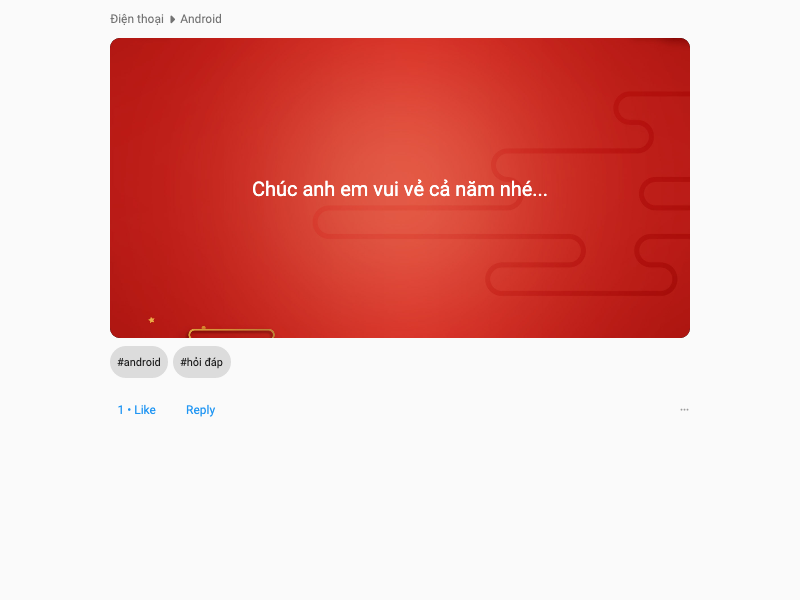 Điện thoại Android
Chúc anh em vui vẻ cả năm nhé...
#android #hỏi đáp
1 • Like Reply ...